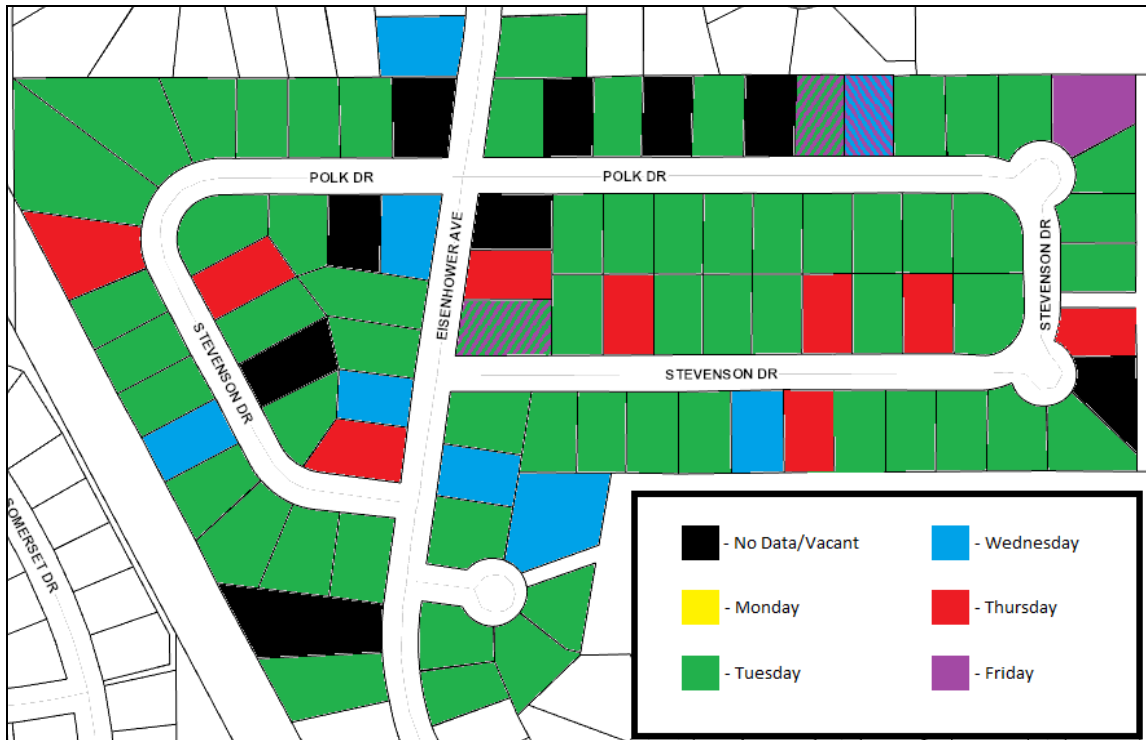 POLK DR
POLK DR
EISENHOWER AVE
STEVENSON DR
STEVENSON DR
STEVENSON DR
SOMERSET DR
- No Data/Vacant
- Wednesday
- Monday
- Thursday
- Tuesday
- Friday